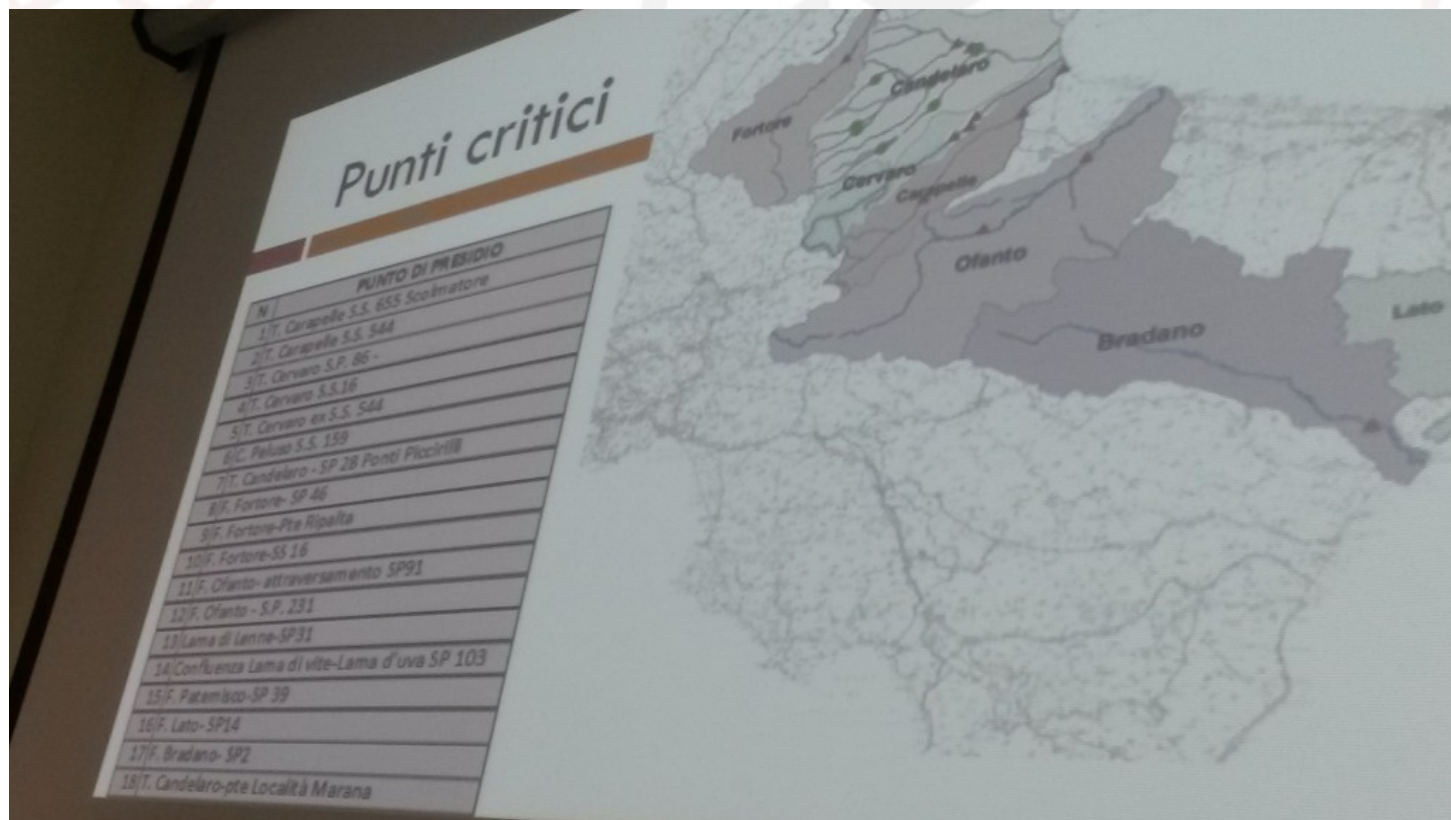 Punti critici
N PUNTO DI PRESIDIO
1 T. Carapelle S.S. 655 Scolmatore
2 T. Carapelle S.S. 544
3 T. Cervaro S.P. 86 -
4 T. Cervaro S.S.16
5 T. Cervaro ex S.S. 544
6 C. Peluso S.S. 159
7 T. Candelaro - SP 28 Ponti Piccirilli
8 F. Fortore- SP 46
9 F. Fortore-Pte Ripalta
10 F. Fortore-SS 16
11 F. Ofanto- attraversamento SP91
12 F. Ofanto - S.P. 231
13 Lama di Lenne-SP31
14 Confluenza Lama di vite-Lama d'uva SP 103
15 F. Patemisco-SP 39
16 F. Lato- SP14
17 F. Bradano- SP2
18 T. Candelaro-pte Località Marana
Candelaro
Fortore
Cervaro
Carapelle
Ofanto
Bradano
Lato